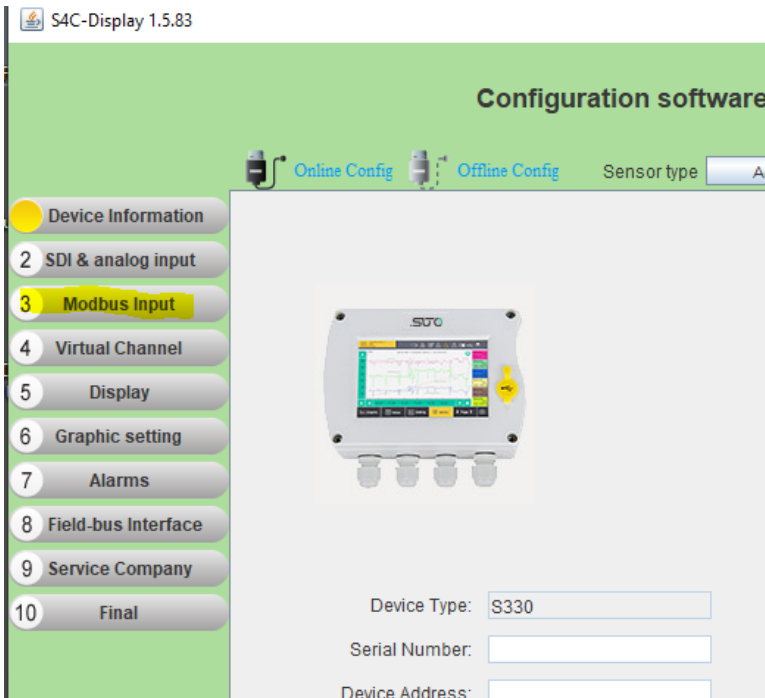 S4C-Display 1.5.83
Configuration software
Online Config Offline Config Sensor type
Device Information
2 SDI & analog input
3 Modbus Input
4 Virtual Channel
5 Display
6 Graphic setting
7 Alarms
8 Field-bus Interface
9 Service Company
10 Final
SUTO
Device Type: S330
Serial Number:
Device Address: